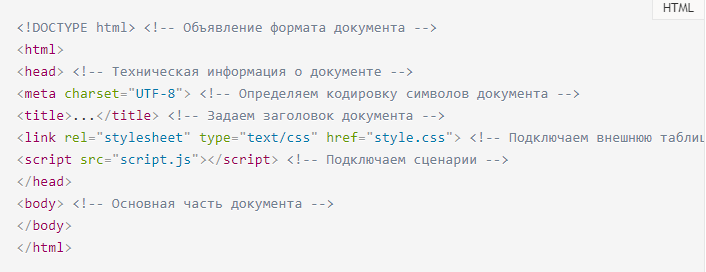 HTML
<!DOCTYPE html> <!-- Объявление формата документа -->
<html>
<head> <!-- Техническая информация о документе -->
<meta charset="UTF-8"> <!-- Определяем кодировку символов документа -->
<title>...</title> <!-- Задаем заголовок документа -->
<link rel="stylesheet" type="text/css" href="style.css"> <!-- Подключаем внешнюю
<script src="script.js"></script> <!-- Подключаем сценарии -->
</head>
<body> <!-- Основная часть документа -->
</body>
</html>